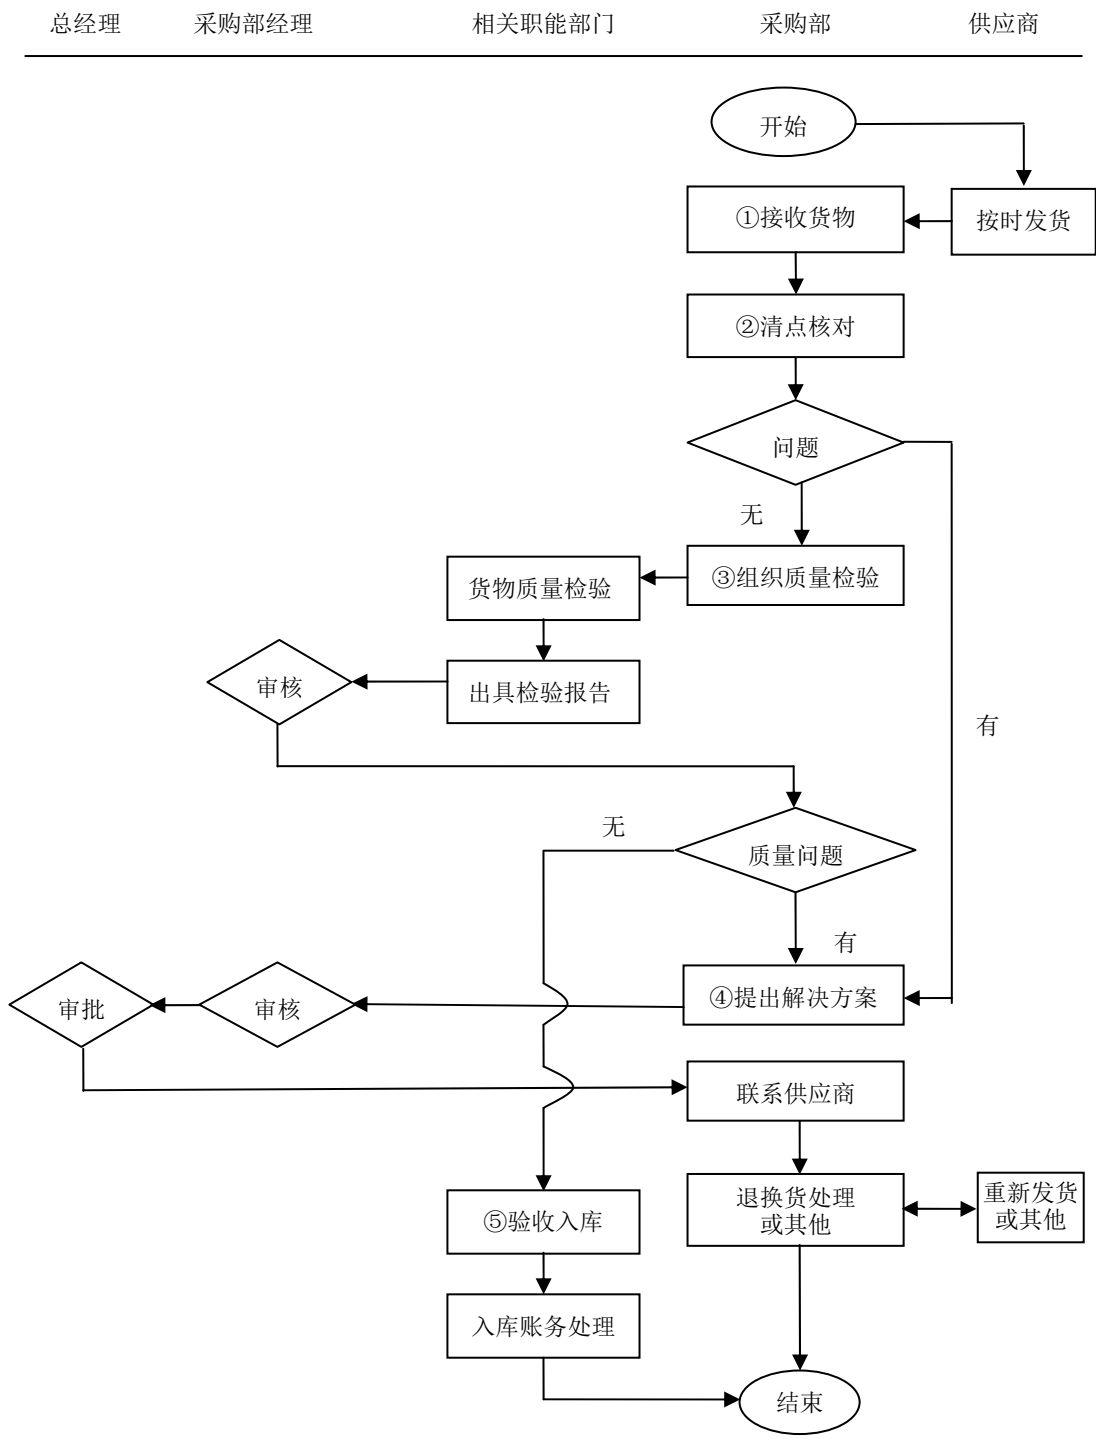 总经理 采购部经理 相关职能部门 采购部 供应商
开始
①接收货物
按时发货
②清点核对
问题
无
③组织质量检验
货物质量检验
审核
出具检验报告
有
无
质量问题
有
审批
审核
④提出解决方案
联系供应商
退换货处理
或其他
重新发货
或其他
⑤验收入库
入库账务处理
结束